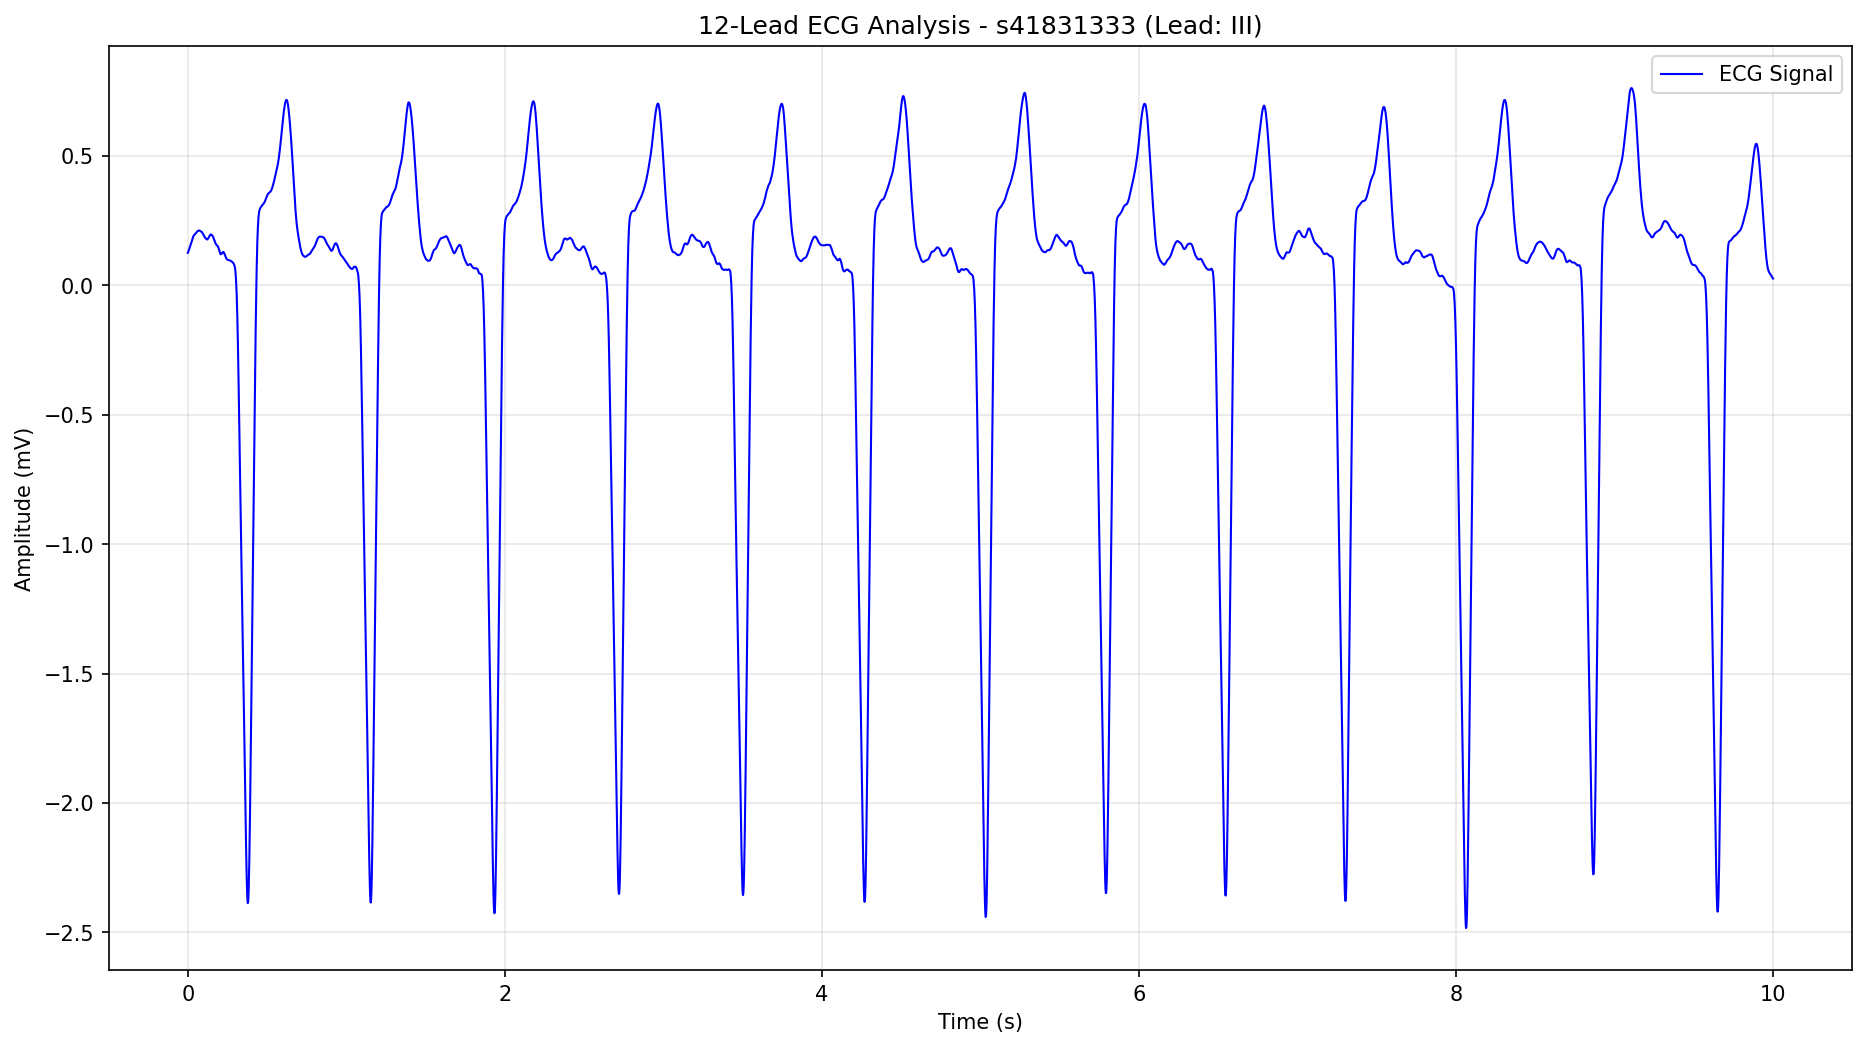 12-Lead ECG Analysis - s41831333 (Lead: III)
ECG Signal
0.5
0.0
−0.5
−1.0
−1.5
−2.0
−2.5
Amplitude (mV)
0 2 4 6 8 10
Time (s)